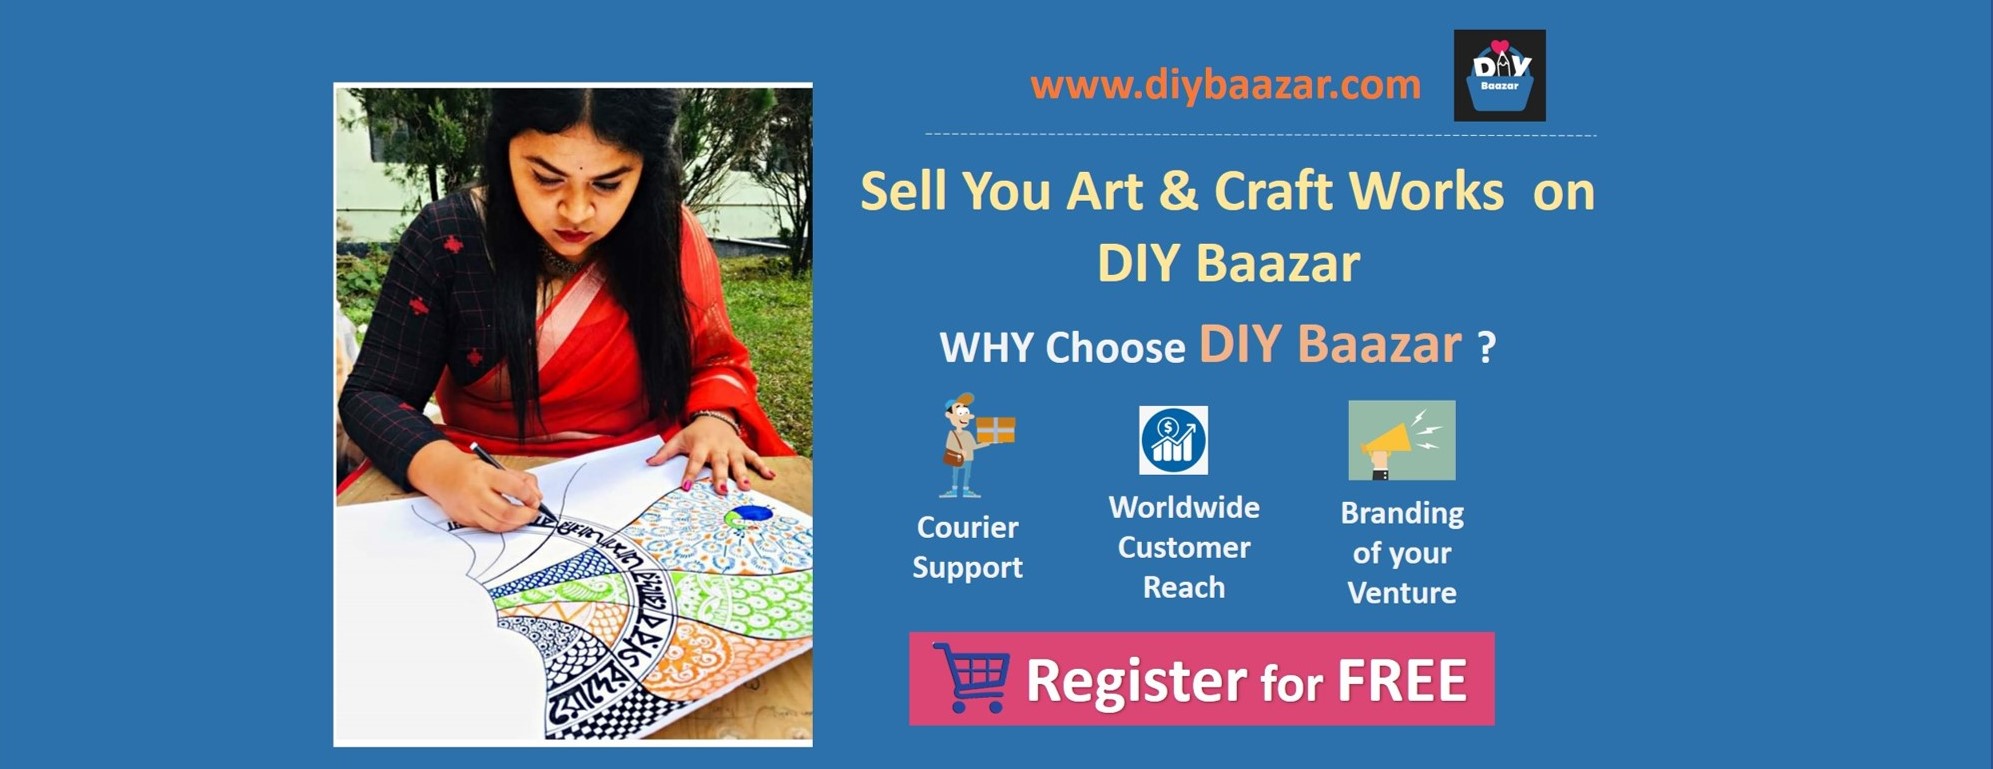 www.diybaazar.com
DIY
Baazar
Sell You Art & Craft Works on
DIY Baazar
WHY Choose DIY Baazar ?
Courier
Support
Worldwide
Customer
Reach
Branding
of your
Venture
Register for FREE